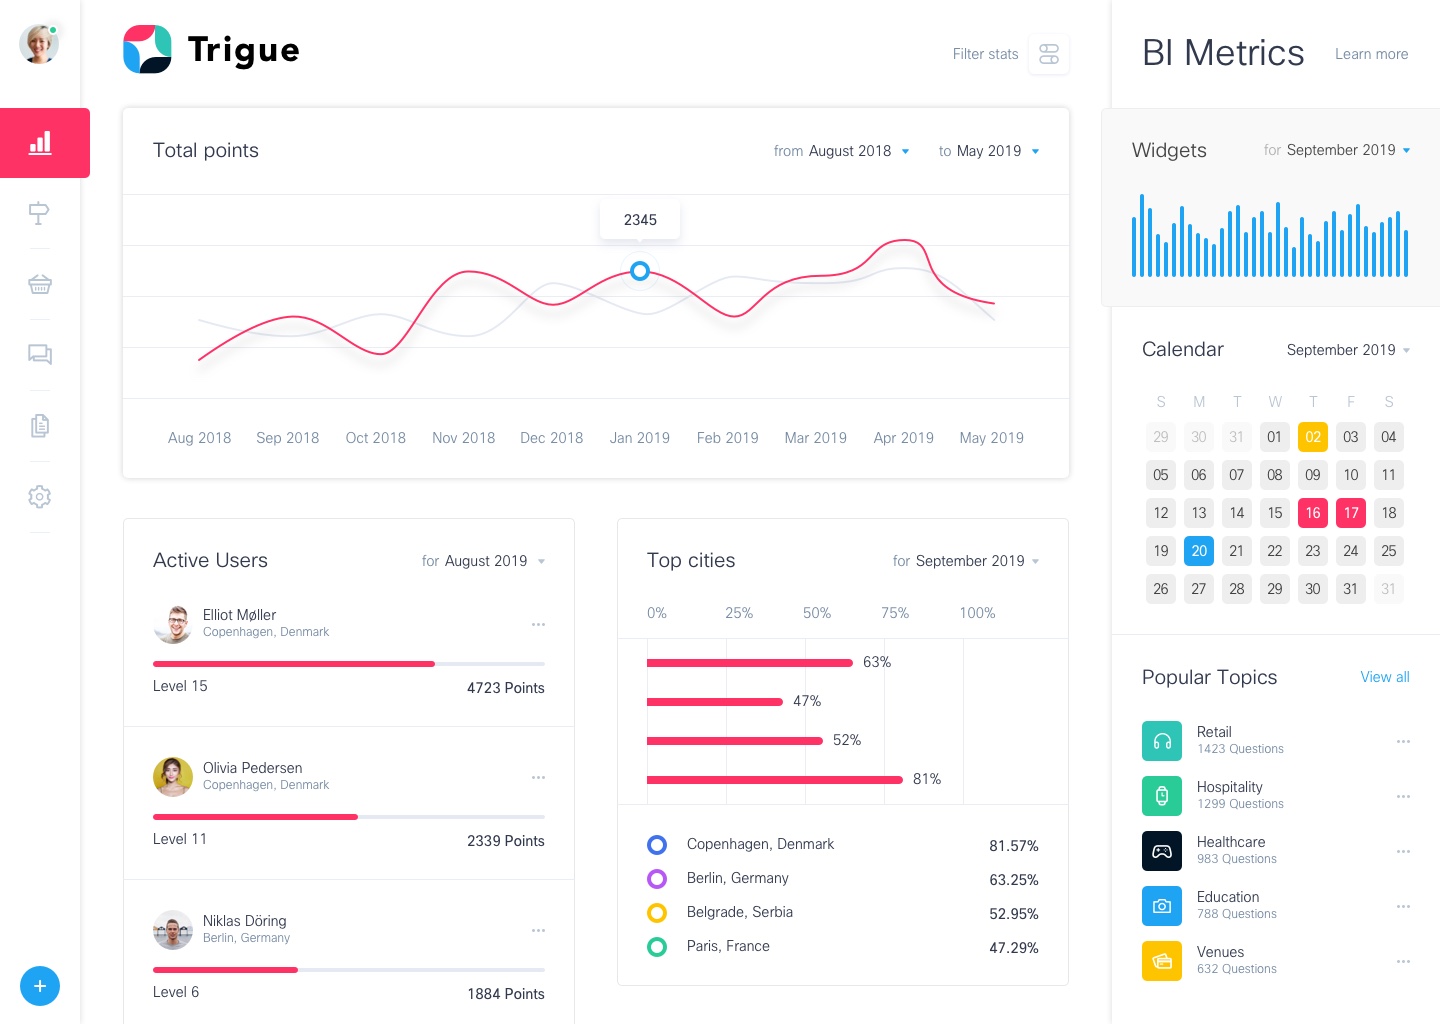 Trigue
Filter stats
BI Metrics
Learn more
Total points
from August 2018
to May 2019
2345
Aug 2018 Sep 2018 Oct 2018 Nov 2018 Dec 2018 Jan 2019 Feb 2019 Mar 2019 Apr 2019 May 2019
Widgets
for September 2019
Calendar
September 2019
S M T W T F S
29 30 31 01 02 03 04
05 06 07 08 09 10 11
12 13 14 15 16 17 18
19 20 21 22 23 24 25
26 27 28 29 30 31 31
Active Users
for August 2019
Elliot Møller
Copenhagen, Denmark
Level 15
4723 Points
Olivia Pedersen
Copenhagen, Denmark
Level 11
2339 Points
Niklas Döring
Berlin, Germany
Level 6
1884 Points
Top cities
for September 2019
0% 25% 50% 75% 100%
63%
47%
52%
81%
Copenhagen, Denmark 81.57%
Berlin, Germany 63.25%
Belgrade, Serbia 52.95%
Paris, France 47.29%
Popular Topics
View all
Retail
1423 Questions
Hospitality
1299 Questions
Healthcare
983 Questions
Education
788 Questions
Venues
632 Questions